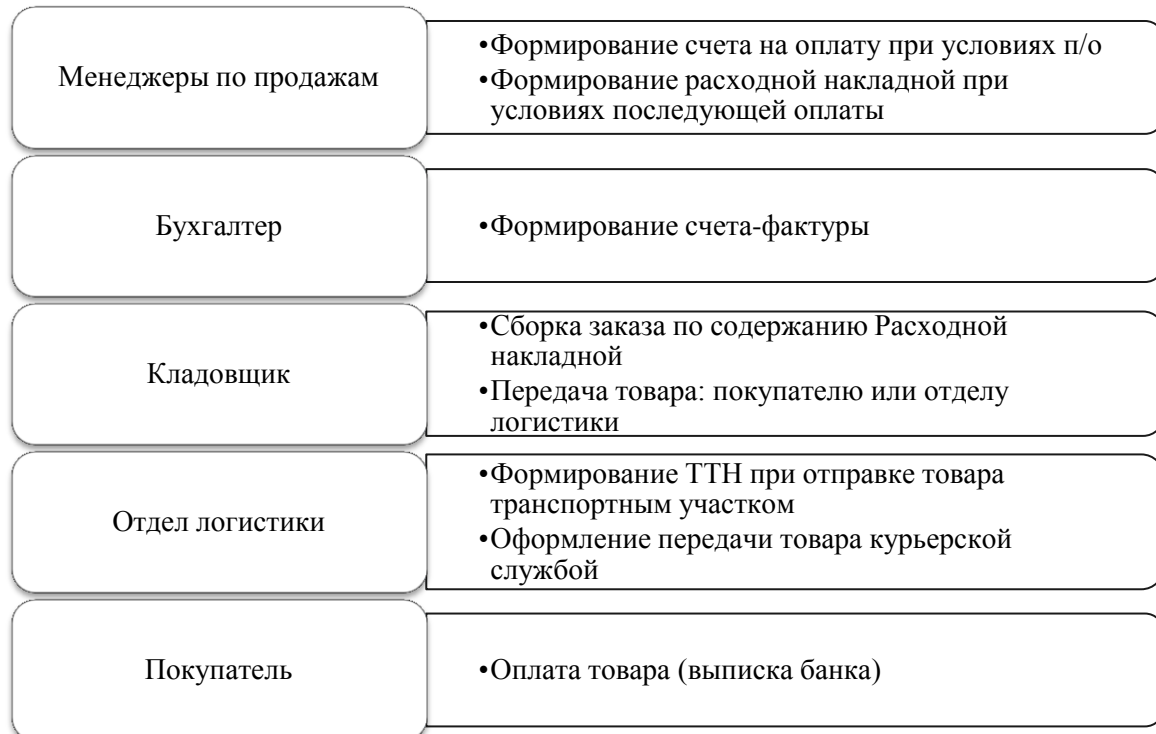 Менеджеры по продажам
•Формирование счета на оплату при условиях п/о
•Формирование расходной накладной при
условиях последующей оплаты
Бухгалтер
•Формирование счета-фактуры
Кладовщик
•Сборка заказа по содержанию Расходной
накладной
•Передача товара: покупателю или отделу
логистики
Отдел логистики
•Формирование ТТН при отправке товара
транспортным участком
•Оформление передачи товара курьерской
службой
Покупатель
•Оплата товара (выписка банка)